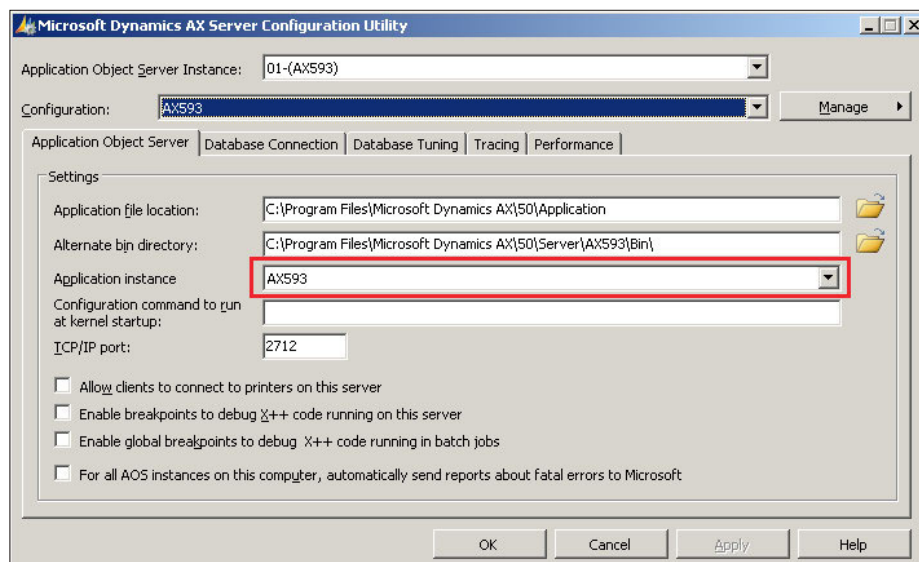 Microsoft Dynamics AX Server Configuration Utility
Application Object Server Instance: 01-(AX593)
Configuration: AX593 Manage
Application Object Server Database Connection Database Tuning Tracing Performance
Settings
Application file location: C:\Program Files\Microsoft Dynamics AX\50\Application
Alternate bin directory: C:\Program Files\Microsoft Dynamics AX\50\Server\AX593\Bin\
Application instance AX593
Configuration command to run
at kernel startup:
TCP/IP port: 2712
Allow clients to connect to printers on this server
Enable breakpoints to debug X++ code running on this server
Enable global breakpoints to debug X++ code running in batch jobs
For all AOS instances on this computer, automatically send reports about fatal errors to Microsoft
OK Cancel Apply Help